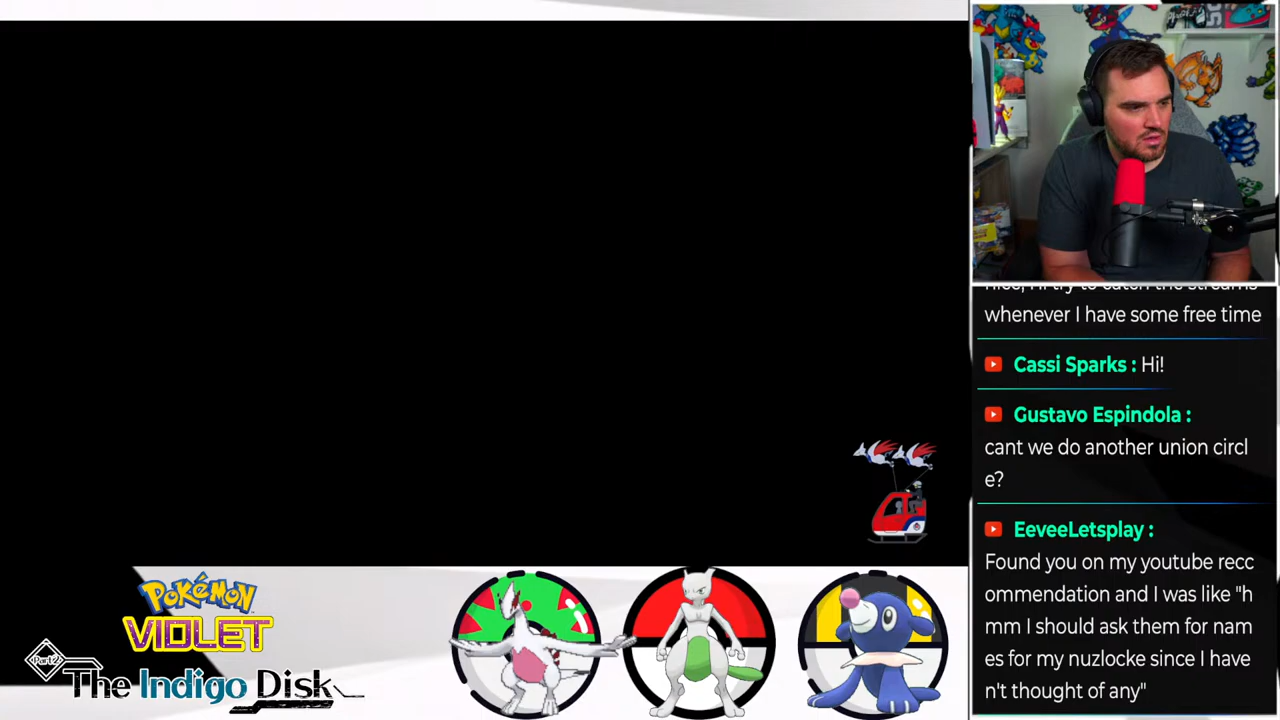 whenever I have some free time
Cassi Sparks : Hi!
Gustavo Espindola :
cant we do another union circl
e?
EeveeLetsplay :
Found you on my youtube recc
ommendation and I was like "h
mm I should ask them for nam
es for my nuzlocke since I have
n't thought of any"
POKéMON
VIOLET
Part2
The Indigo Disk